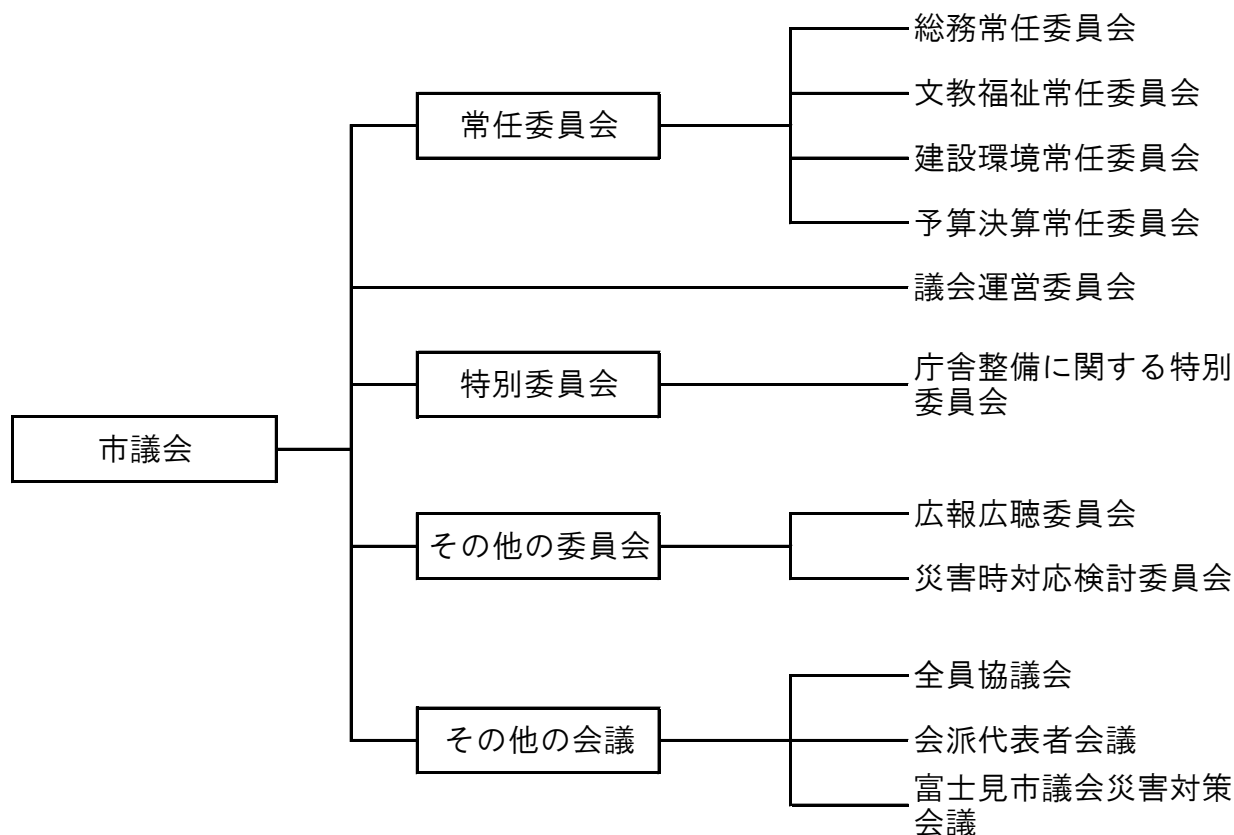 総務常任委員会
文教福祉常任委員会
常任委員会
建設環境常任委員会
予算決算常任委員会
議会運営委員会
特別委員会
庁舎整備に関する特別
委員会
市議会
広報広聴委員会
その他の委員会
災害時対応検討委員会
全員協議会
その他の会議
会派代表者会議
富士見市議会災害対策
会議